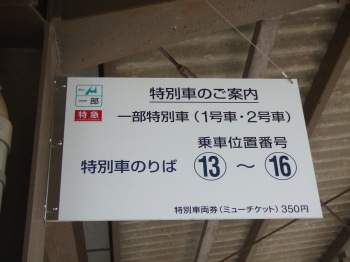 μ
一部
特急
特別車のご案内
一部特別車（1号車・2号車）
乗車位置番号
特別車のりば ⑬ ～ ⑯
特別車両券（ミューチケット）350円